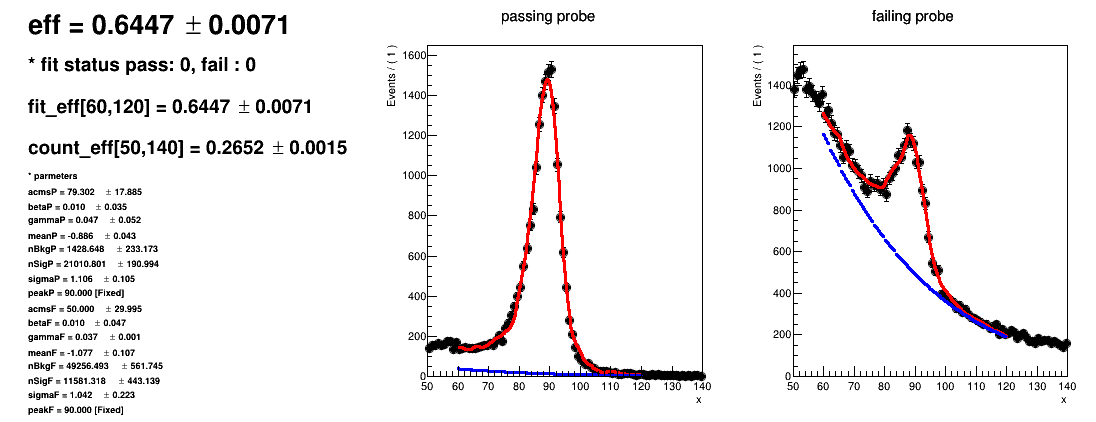 eff = 0.6447 ± 0.0071
* fit status pass: 0, fail : 0
fit_eff[60,120] = 0.6447 ± 0.0071
count_eff[50,140] = 0.2652 ± 0.0015
* parmeters
acmsP = 79.302 ± 17.885
betaP = 0.010 ± 0.035
gammaP = 0.047 ± 0.052
meanP = -0.886 ± 0.043
nBkgP = 1428.648 ± 233.173
nSigP = 21010.801 ± 190.994
sigmaP = 1.106 ± 0.105
peakP = 90.000 [Fixed]
acmsF = 50.000 ± 29.995
betaF = 0.010 ± 0.047
gammaF = 0.037 ± 0.001
meanF = -1.077 ± 0.107
nBkgF = 49256.493 ± 561.745
nSigF = 11581.318 ± 443.139
sigmaF = 1.042 ± 0.223
peakF = 90.000 [Fixed]
passing probe
Events / ( 1 )
1600
1400
1200
1000
800
600
400
200
0
50 60 70 80 90 100 110 120 130 140
x
failing probe
Events / ( 1 )
1400
1200
1000
800
600
400
200
0
50 60 70 80 90 100 110 120 130 140
x